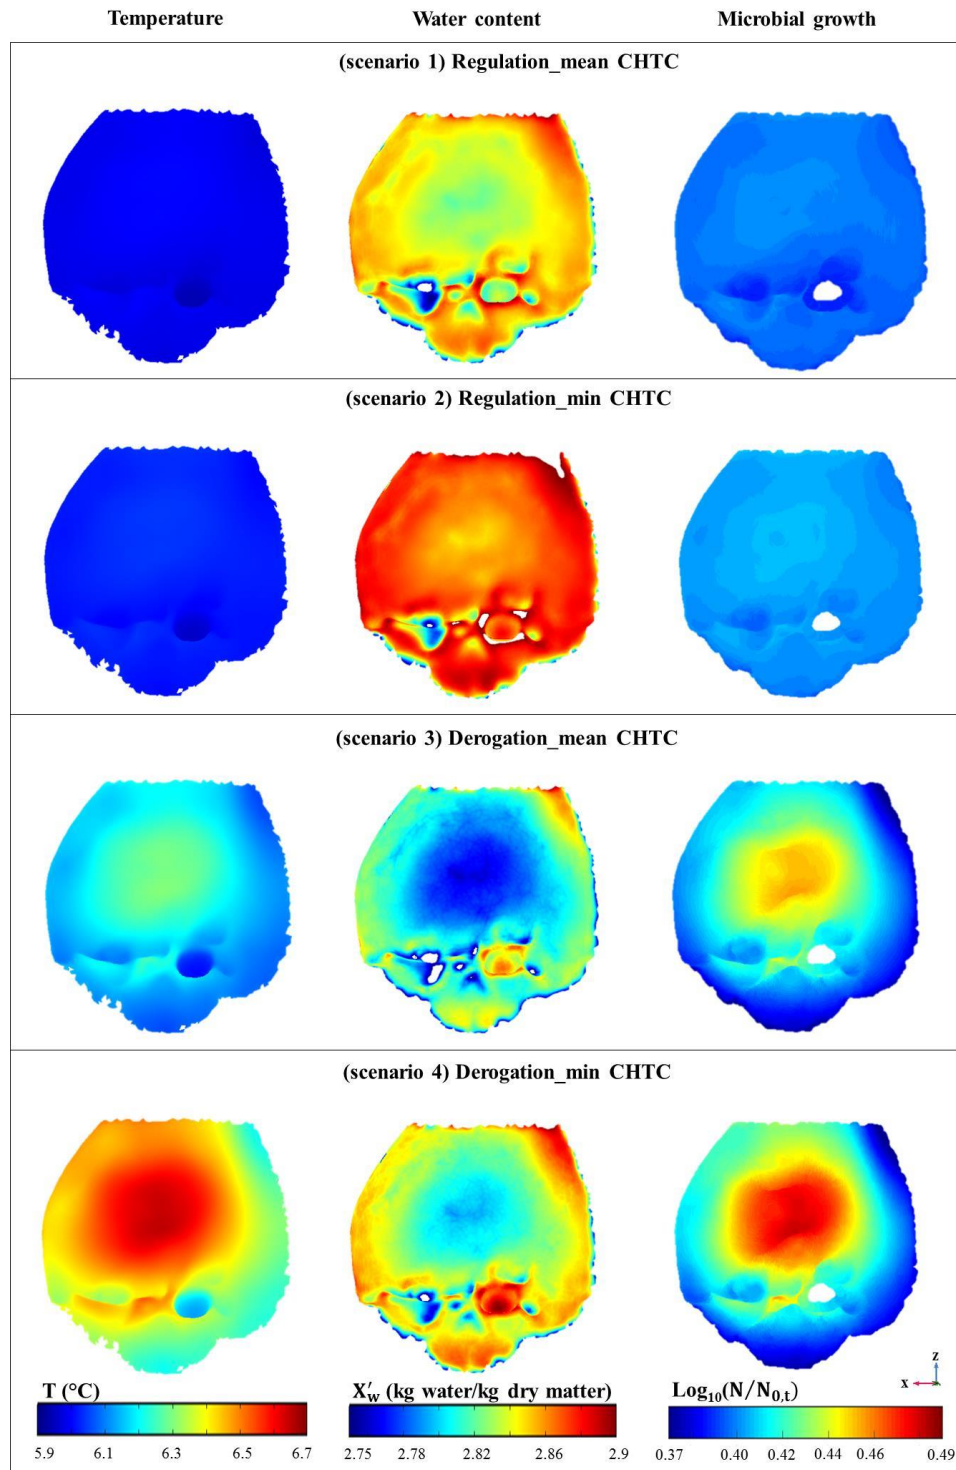 Temperature Water content Microbial growth
(scenario 1) Regulation_mean CHTC
(scenario 2) Regulation_min CHTC
(scenario 3) Derogation_mean CHTC
(scenario 4) Derogation_min CHTC
T (°C) X′w (kg water/kg dry matter) Log10(N/N0,t)
z
x
5.9 6.1 6.3 6.5 6.7 2.75 2.78 2.82 2.86 2.9 0.37 0.40 0.42 0.44 0.46 0.49